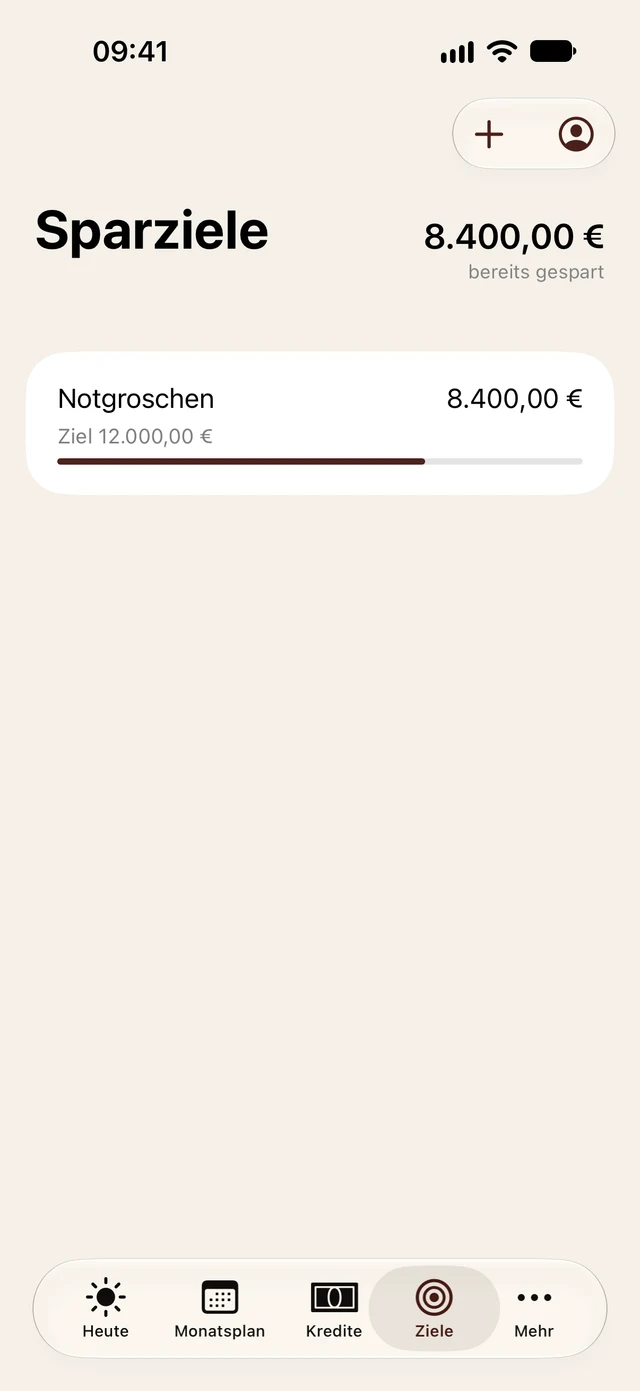 09:41
Sparziele
8.400,00 €
bereits gespart
Notgroschen
8.400,00 €
Ziel 12.000,00 €
Heute
Monatsplan
Kredite
Ziele
Mehr